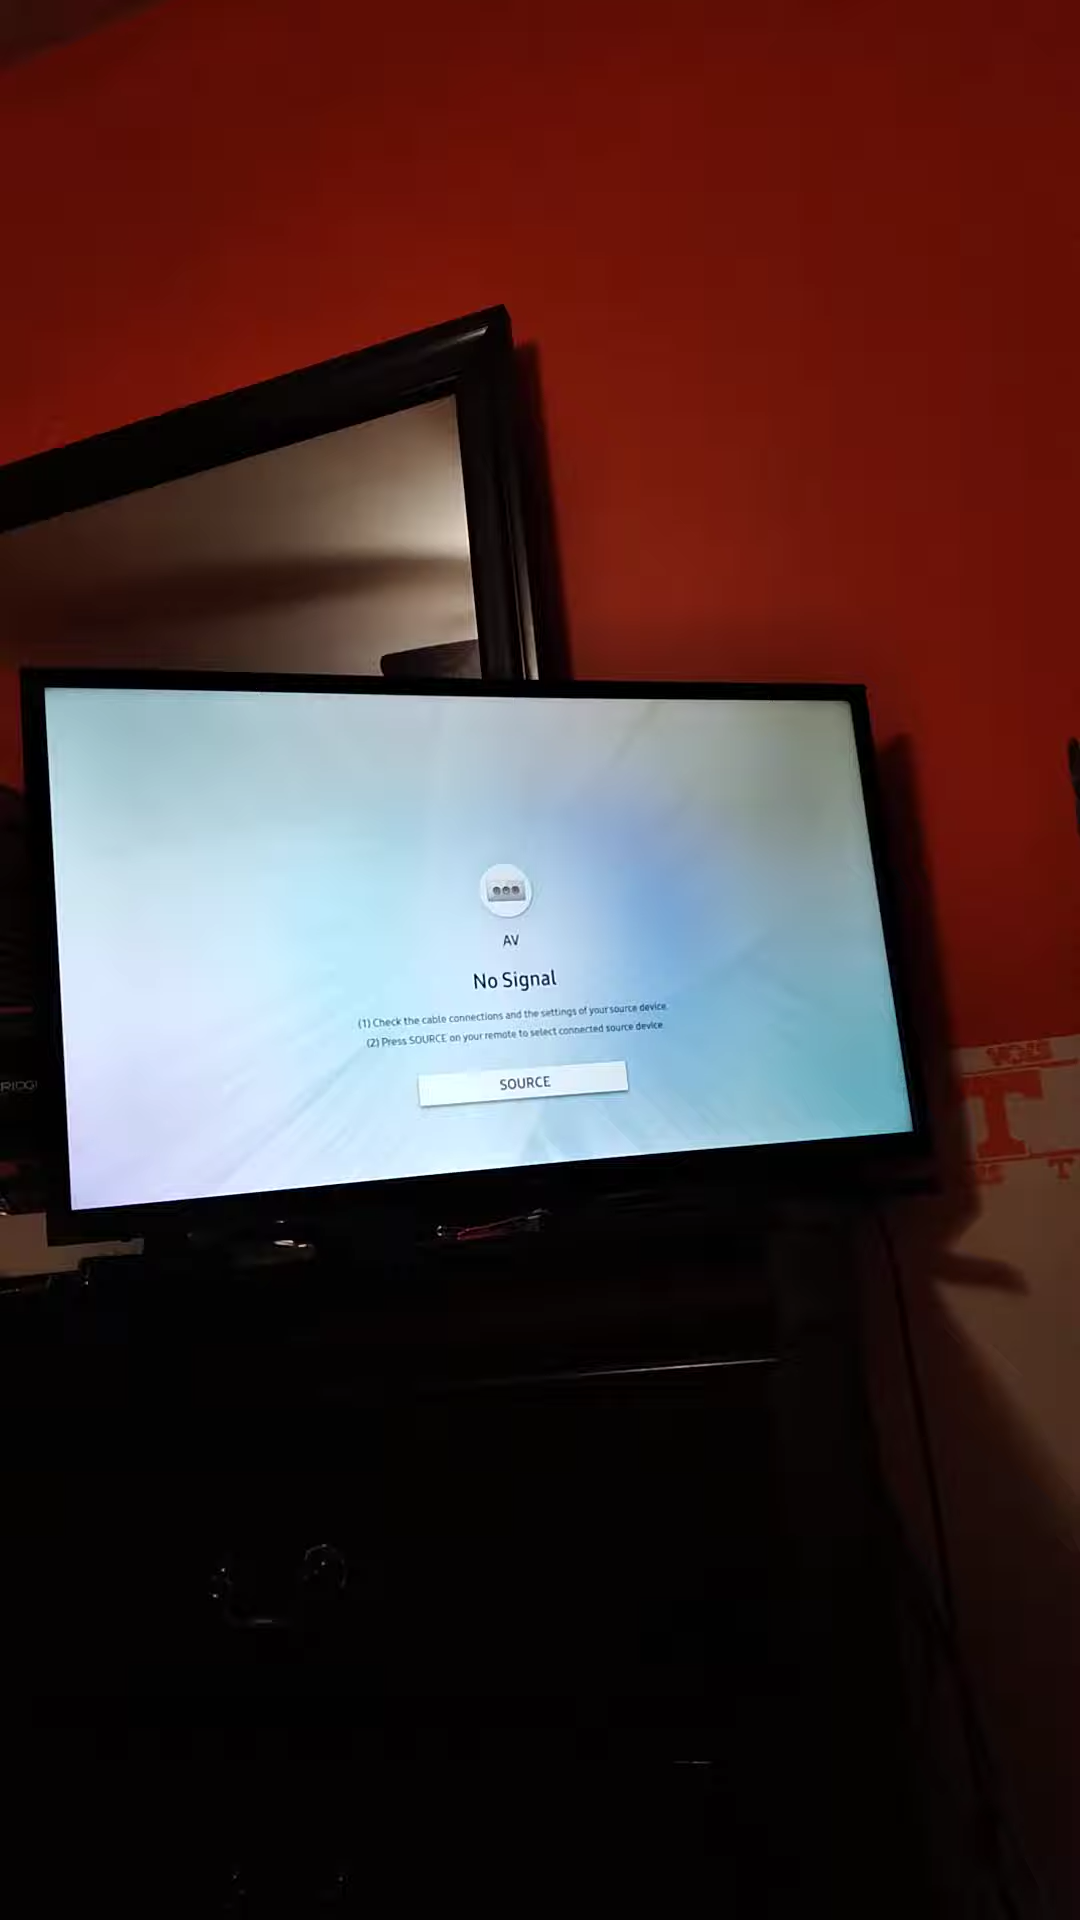 AV
No Signal
(1) Check the cable connections and the settings of your source device.
(2) Press SOURCE on your remote to select connected source device.
SOURCE
RIDGI
T
T